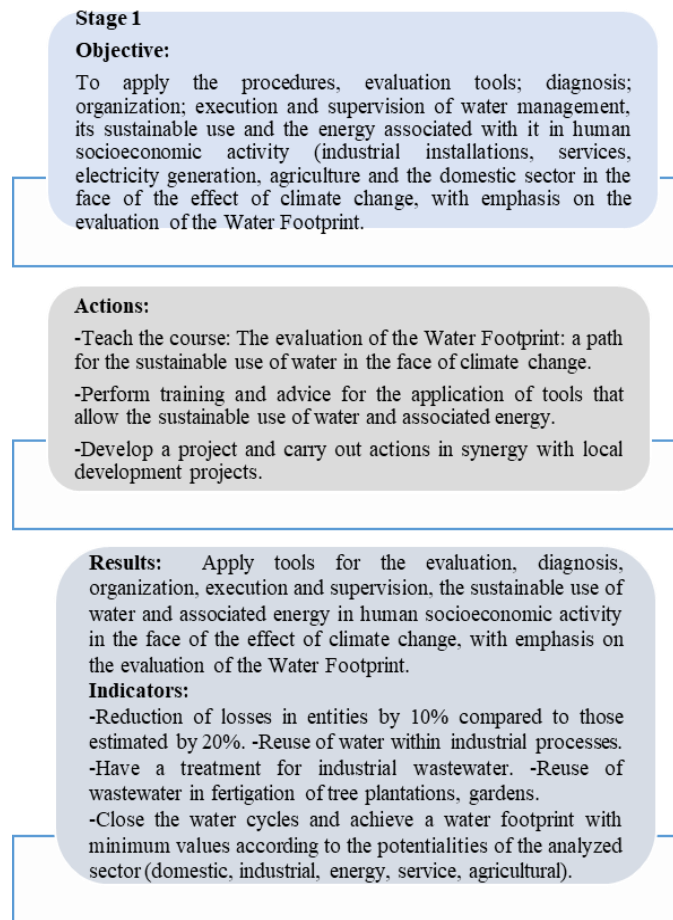 Stage 1
Objective:
To apply the procedures, evaluation tools; diagnosis;
organization; execution and supervision of water management,
its sustainable use and the energy associated with it in human
socioeconomic activity (industrial installations, services,
electricity generation, agriculture and the domestic sector in the
face of the effect of climate change, with emphasis on the
evaluation of the Water Footprint.
Actions:
-Teach the course: The evaluation of the Water Footprint: a path
for the sustainable use of water in the face of climate change.
-Perform training and advice for the application of tools that
allow the sustainable use of water and associated energy.
-Develop a project and carry out actions in synergy with local
development projects.
Results: Apply tools for the evaluation, diagnosis,
organization, execution and supervision, the sustainable use of
water and associated energy in human socioeconomic activity
in the face of the effect of climate change, with emphasis on
the evaluation of the Water Footprint.
Indicators:
-Reduction of losses in entities by 10% compared to those
estimated by 20%. -Reuse of water within industrial processes.
-Have a treatment for industrial wastewater. -Reuse of
wastewater in fertigation of tree plantations, gardens.
-Close the water cycles and achieve a water footprint with
minimum values according to the potentialities of the analyzed
sector (domestic, industrial, energy, service, agricultural).